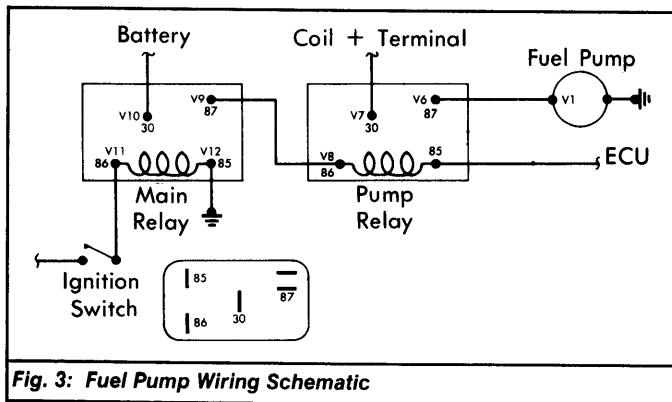 Battery
Coil + Terminal
Fuel Pump
V9
87
V10
30
V6
87
V7
30
V1
V11
86
V12
85
V8
86
85
ECU
Main
Relay
Pump
Relay
Ignition
Switch
85
86
30
87
Fig. 3: Fuel Pump Wiring Schematic